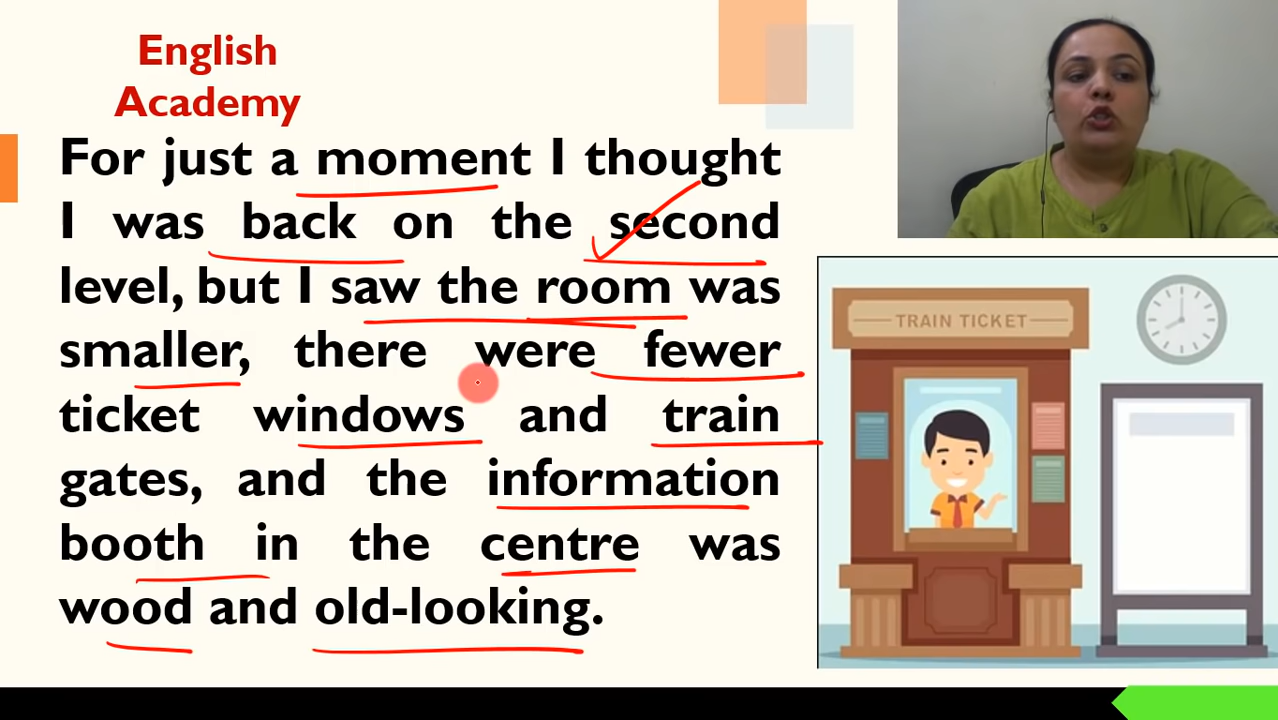 English
Academy
For just a moment I thought
I was back on the second
level, but I saw the room was
smaller, there were fewer
ticket windows and train
gates, and the information
booth in the centre was
wood and old-looking.
TRAIN TICKET